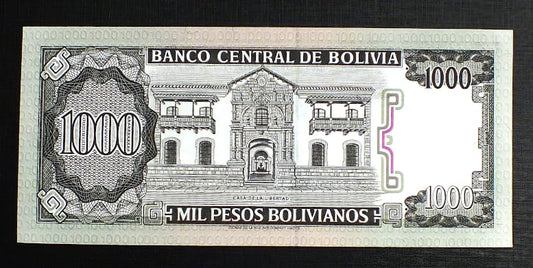 BANCO CENTRAL DE BOLIVIA
1000
1000
CASA DE LA LIBERTAD
1000
MIL PESOS BOLIVIANOS